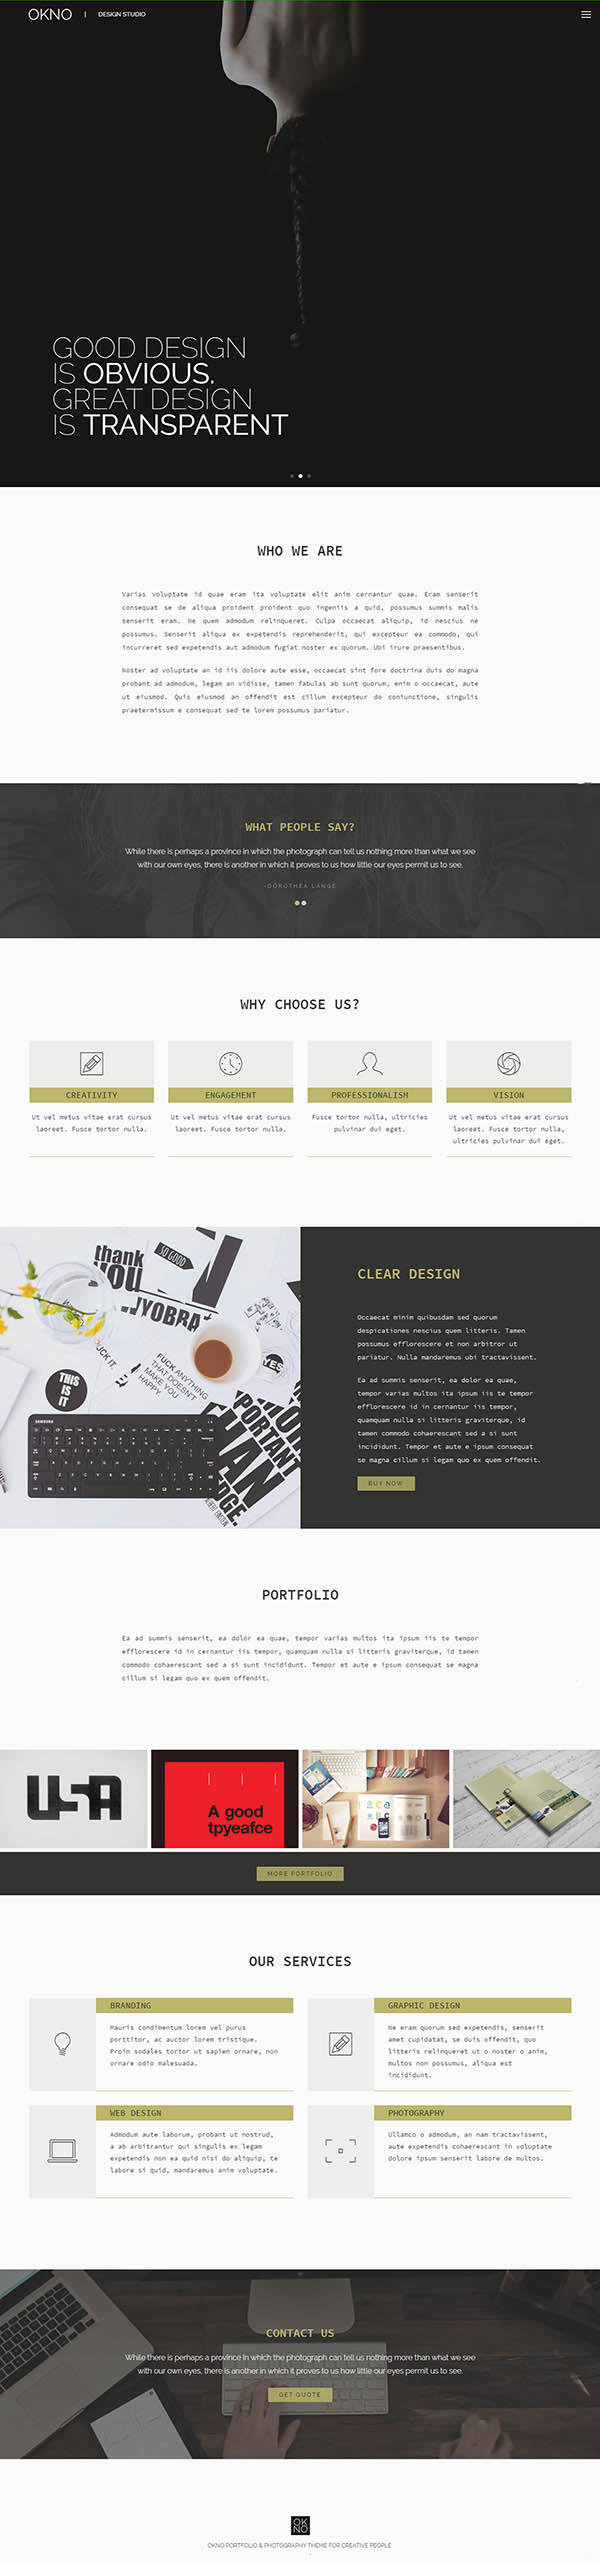 OKNO | DESIGN STUDIO
GOOD DESIGN
IS OBVIOUS.
GREAT DESIGN
IS TRANSPARENT
WHO WE ARE
Varias voluptate id quae eram ita voluptate elit anim cernantur quae. Eram senserit
consequat se de aliqua proident proident quo ingeniis a quid, possumus summis malis
senserit eram. Ne quem admodum relinqueret. Culpa occaecat aliquip, id nescius ne
possumus. Senserit aliqua ex expetendis reprehenderit, qui excepteur ea commodo, qui
incurreret sed expetendis aut admodum fugiat noster ex quorum. Ubi irure praesentibus.
Noster ad voluptate an id iis dolore aute esse, occaecat sint fore doctrina duis do magna
probant ad admodum, legam an vidisse, tamen fabulas ab sunt quorum, enim o occaecat, aute
ut eiusmod. Quis eiusmod an offendit est cillum excepteur do coniunctione, singulis
praetermissum e consequat sed te lorem possumus pariatur.
WHAT PEOPLE SAY?
While there is perhaps a province in which the photograph can tell us nothing more than what we see
with our own eyes, there is another in which it proves to us how little our eyes permit us to see.
-DOROTHEA LANGE
WHY CHOOSE US?
CREATIVITY
Ut vel metus vitae erat cursus
laoreet. Fusce tortor nulla.
ENGAGEMENT
Ut vel metus vitae erat cursus
laoreet. Fusce tortor nulla.
PROFESSIONALISM
Fusce tortor nulla, ultricies
pulvinar dui eget.
VISION
Ut vel metus vitae erat cursus
laoreet. Fusce tortor nulla,
ultricies pulvinar dui eget.
thank
YOU
SO GOOD
JYOBRA
FUCK IT.
FUCK ANYTHING
THAT DOESN'T
MAKE YOU
HAPPY.
YES
THIS
IS IT
SAMSUNG
CLEAR DESIGN
Occaecat minim quibusdam sed quorum
despicationes nescius quem litteris. Tamen
possumus efflorescere et non arbitror ut
pariatur. Nulla mandaremus ubi tractavissent.
Ea ad summis senserit, ea dolor ea quae,
tempor varias multos ita ipsum iis te tempor
efflorescere id in cernantur iis tempor,
quamquam nulla si litteris graviterque, id
tamen commodo cohaerescant sed a si sunt
incididunt. Tempor et aute e ipsum consequat
se magna cillum si legam quo ex quem offendit.
BUY NOW
PORTFOLIO
Ea ad summis senserit, ea dolor ea quae, tempor varias multos ita ipsum iis te tempor
efflorescere id in cernantur iis tempor, quamquam nulla si litteris graviterque, id tamen
commodo cohaerescant sed a si sunt incididunt. Tempor et aute e ipsum consequat se magna
cillum si legam quo ex quem offendit.
USA
A good
tpyeafce
MORE PORTFOLIO
OUR SERVICES
BRANDING
Mauris condimentum lorem vel purus
porttitor, ac auctor lorem tristique.
Proin sodales tortor ut sapien ornare, non
ornare odio malesuada.
GRAPHIC DESIGN
Ne eram quorum sed expetendis, senserit
amet cupidatat, se duis offendit, quo
litteris relinqueret ut o noster o anim,
multos non possumus, aliqua est
incididunt.
WEB DESIGN
Admodum aute laborum, probant ut nostrud,
a ab arbitrantur qui singulis ex legam
expetendis non ea quid nisi do aliquip, te
labore si quid, mandaremus anim voluptate.
PHOTOGRAPHY
Ullamco o admodum, an nam tractavissent,
aute expetendis cohaerescant in voluptate
dolore ipsum senserit labore de multos.
CONTACT US
While there is perhaps a province in which the photograph can tell us nothing more than what we see
with our own eyes, there is another in which it proves to us how little our eyes permit us to see.
GET QUOTE
OK
NO
OKNO PORTFOLIO & PHOTOGRAPHY THEME FOR CREATIVE PEOPLE